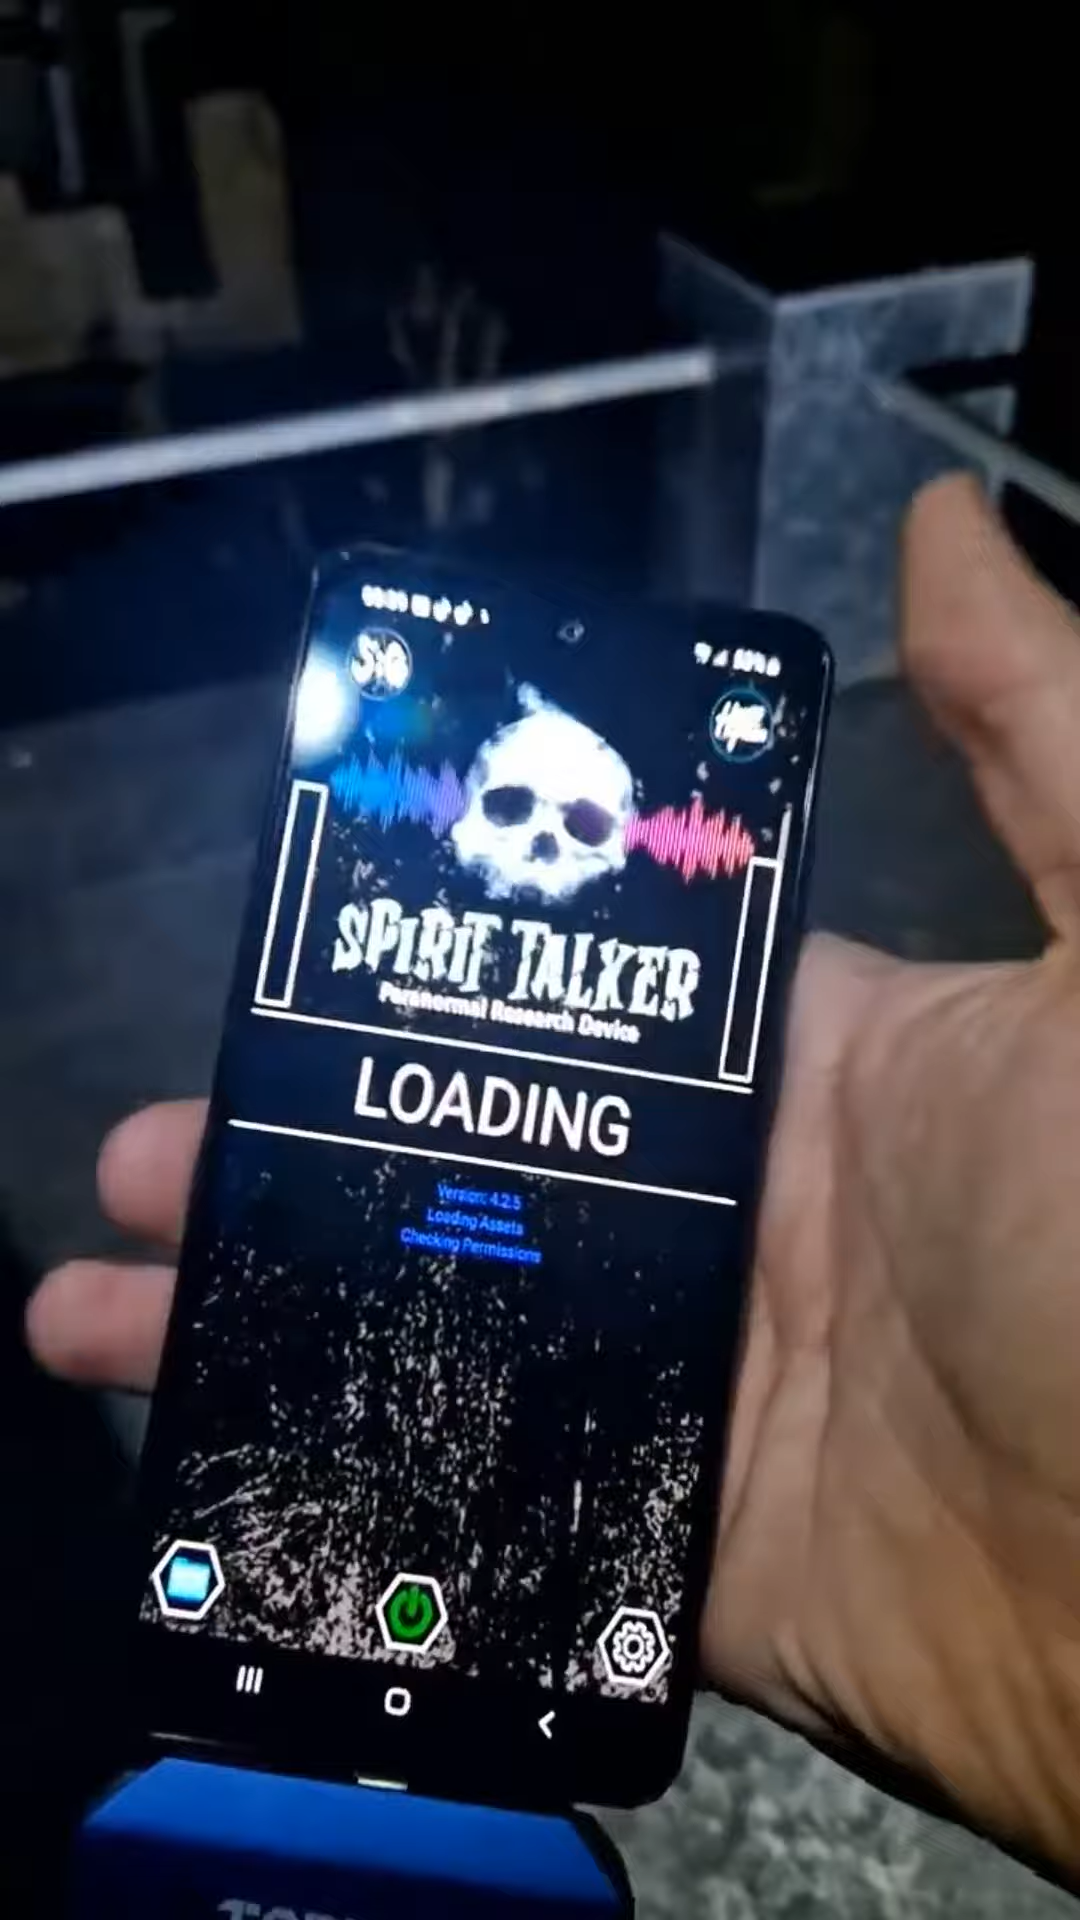 SPIRIT TALKER
Paranormal Research Device
LOADING
Version: 4.2.5
Loading Assets
Checking Permissions